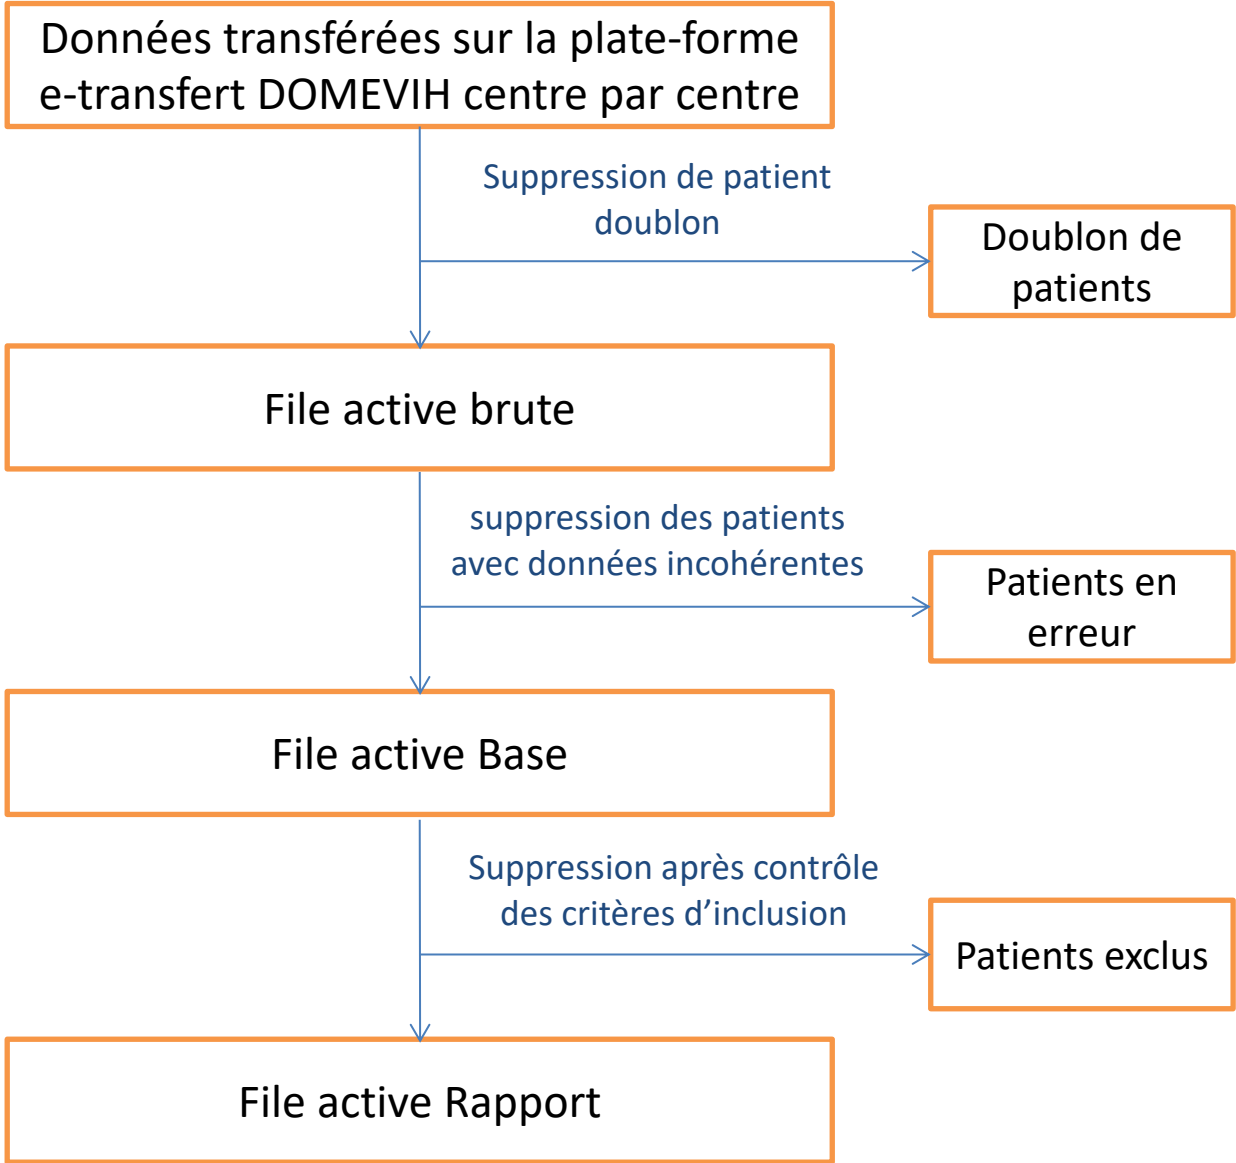 Données transférées sur la plate-forme
e-transfert DOMEVIH centre par centre
Suppression de patient
doublon
Doublon de
patients
File active brute
suppression des patients
avec données incohérentes
Patients en
erreur
File active Base
Suppression après contrôle
des critères d’inclusion
Patients exclus
File active Rapport